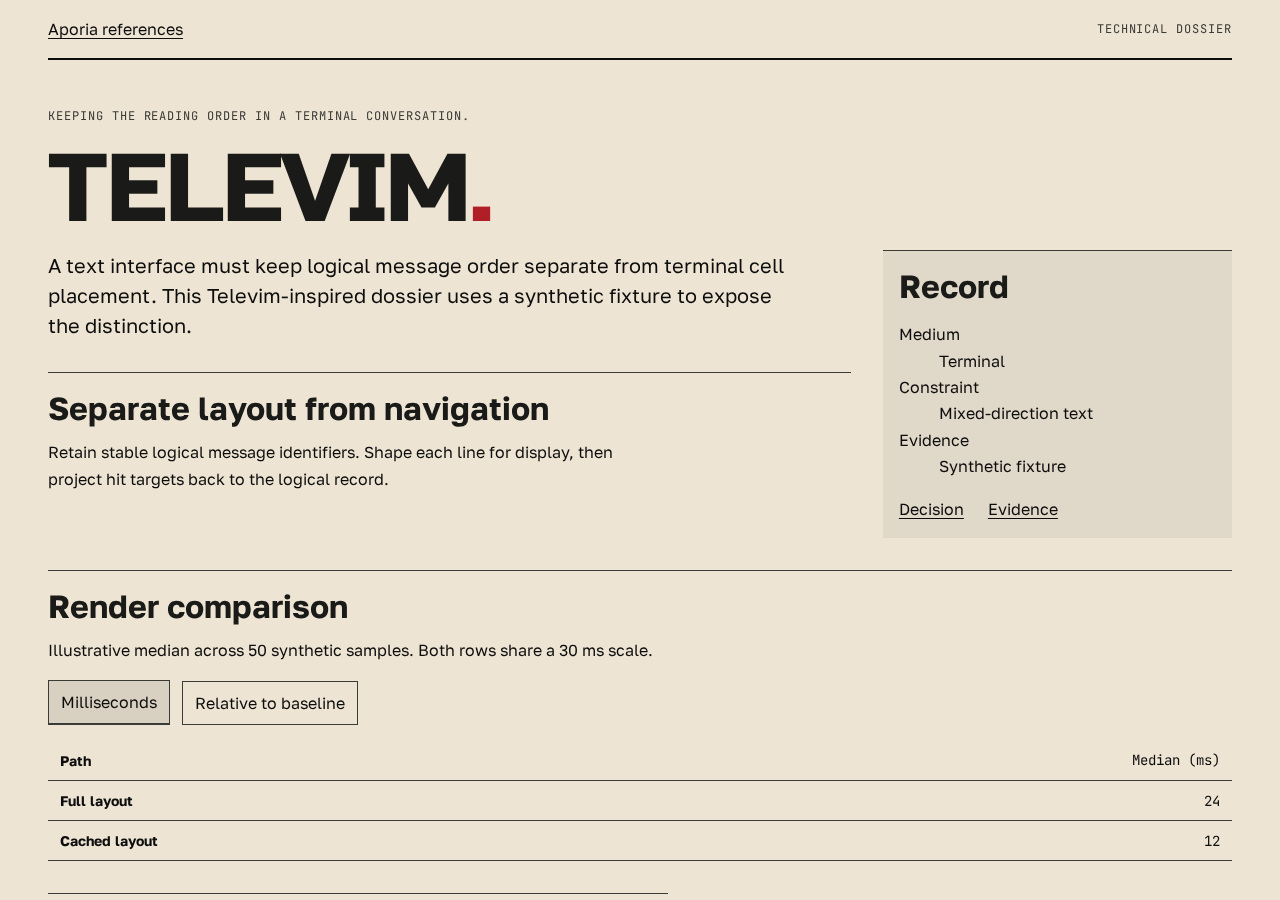 Aporia references
TECHNICAL DOSSIER
KEEPING THE READING ORDER IN A TERMINAL CONVERSATION.
TELEVIM.
A text interface must keep logical message order separate from terminal cell
placement. This Televim-inspired dossier uses a synthetic fixture to expose
the distinction.
Separate layout from navigation
Retain stable logical message identifiers. Shape each line for display, then
project hit targets back to the logical record.
Record
Medium
Terminal
Constraint
Mixed-direction text
Evidence
Synthetic fixture
Decision Evidence
Render comparison
Illustrative median across 50 synthetic samples. Both rows share a 30 ms scale.
Milliseconds Relative to baseline
Path Median (ms)
Full layout 24
Cached layout 12